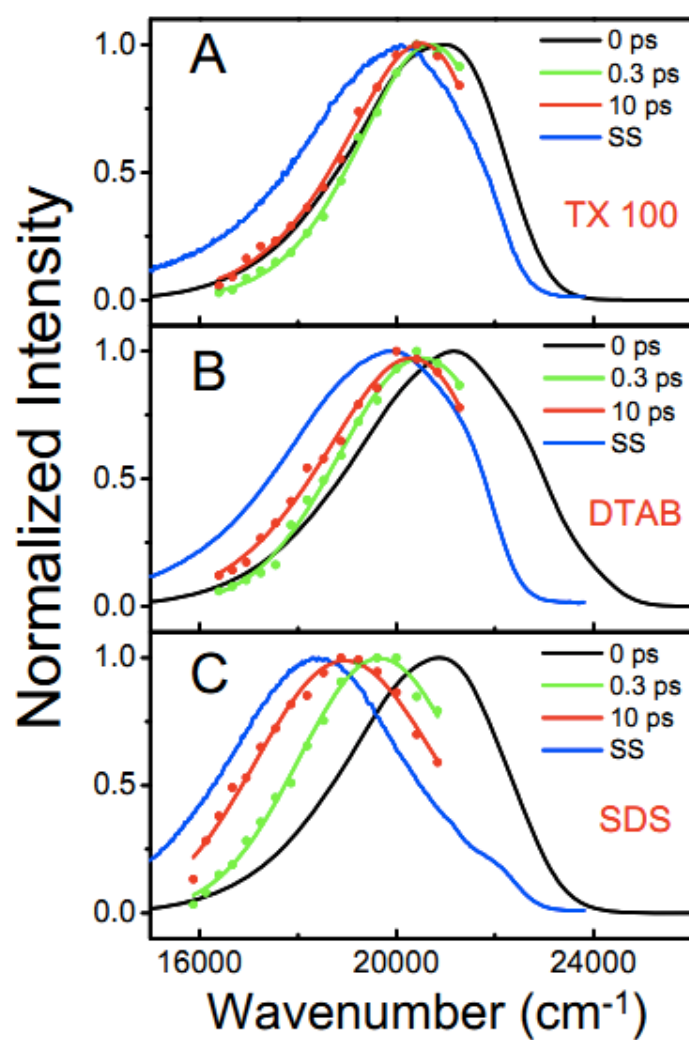 Normalized Intensity
A
1.0
0.5
0.0
0 ps
0.3 ps
10 ps
SS
TX 100
B
1.0
0.5
0.0
0 ps
0.3 ps
10 ps
SS
DTAB
C
1.0
0.5
0.0
0 ps
0.3 ps
10 ps
SS
SDS
16000 20000 24000
Wavenumber (cm⁻¹)